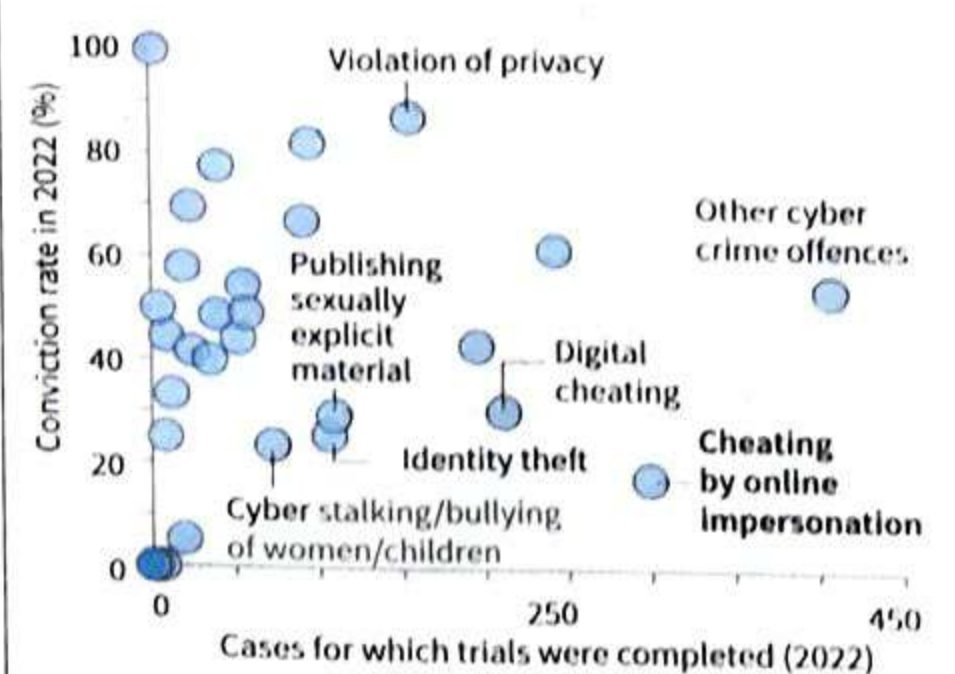 Conviction rate in 2022 (%)
100
80
60
40
20
0
Violation of privacy
Other cyber
crime offences
Publishing
sexually
explicit
material
Digital
cheating
Identity theft
Cheating
by online
impersonation
Cyber stalking/bullying
of women/children
0
250
450
Cases for which trials were completed (2022)